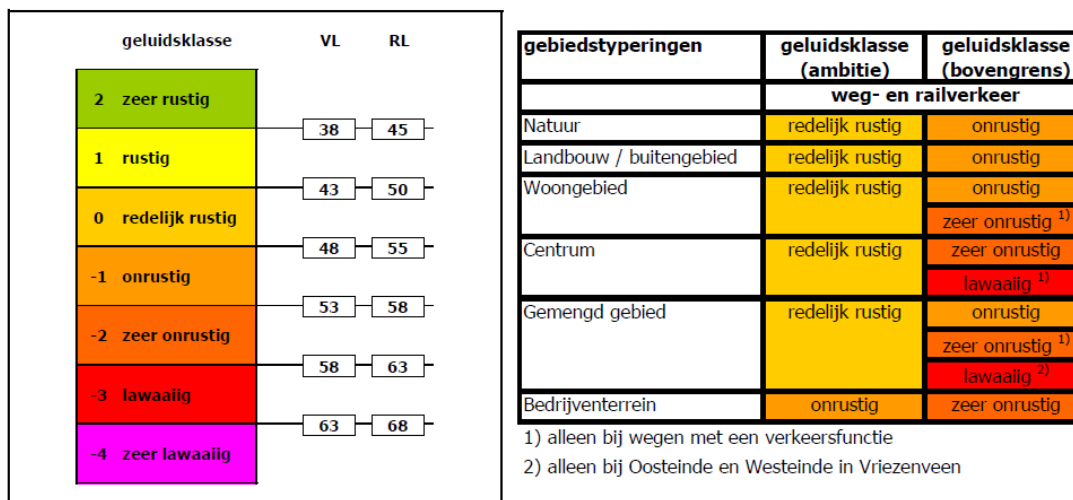 geluidsklasse VL RL
2 zeer rustig
38 45
1 rustig
43 50
0 redelijk rustig
48 55
-1 onrustig
53 58
-2 zeer onrustig
58 63
-3 lawaaiig
63 68
-4 zeer lawaaiig
gebiedstyperingen geluidsklasse geluidsklasse
(ambitie) (bovengrens)
weg- en railverkeer
Natuur redelijk rustig onrustig
Landbouw / buitengebied redelijk rustig onrustig
Woongebied redelijk rustig onrustig
zeer onrustig 1)
Centrum redelijk rustig zeer onrustig
lawaaiig 1)
Gemengd gebied redelijk rustig onrustig
zeer onrustig 1)
lawaaiig 2)
Bedrijventerrein onrustig zeer onrustig
1) alleen bij wegen met een verkeersfunctie
2) alleen bij Oosteinde en Westeinde in Vriezenveen